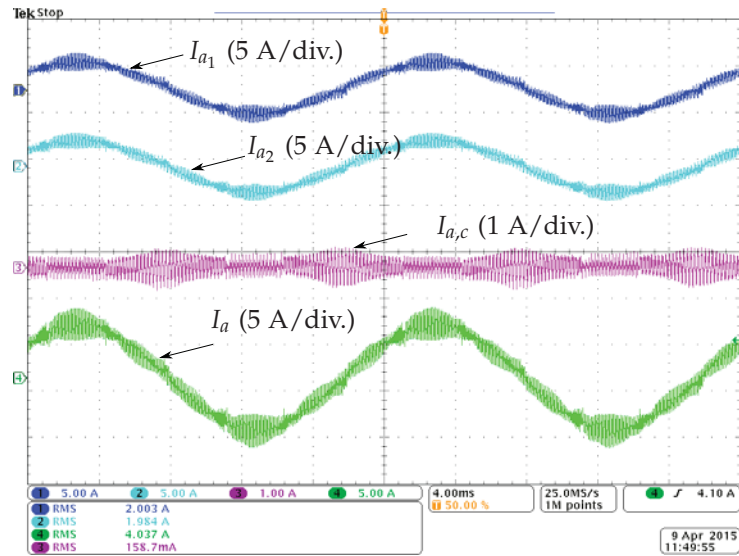 Tek Stop
T
I_{a_1} (5 A/div.)
1
I_{a_2} (5 A/div.)
2
I_{a,c} (1 A/div.)
3
I_a (5 A/div.)
4
1 5.00 A 2 5.00 A 3 1.00 A 4 5.00 A
4.00ms
T 50.00 %
25.0MS/s
1M points
4 4.10 A
1 RMS 2.003 A
2 RMS 1.984 A
4 RMS 4.037 A
3 RMS 158.7mA
9 Apr 2015
11:49:55